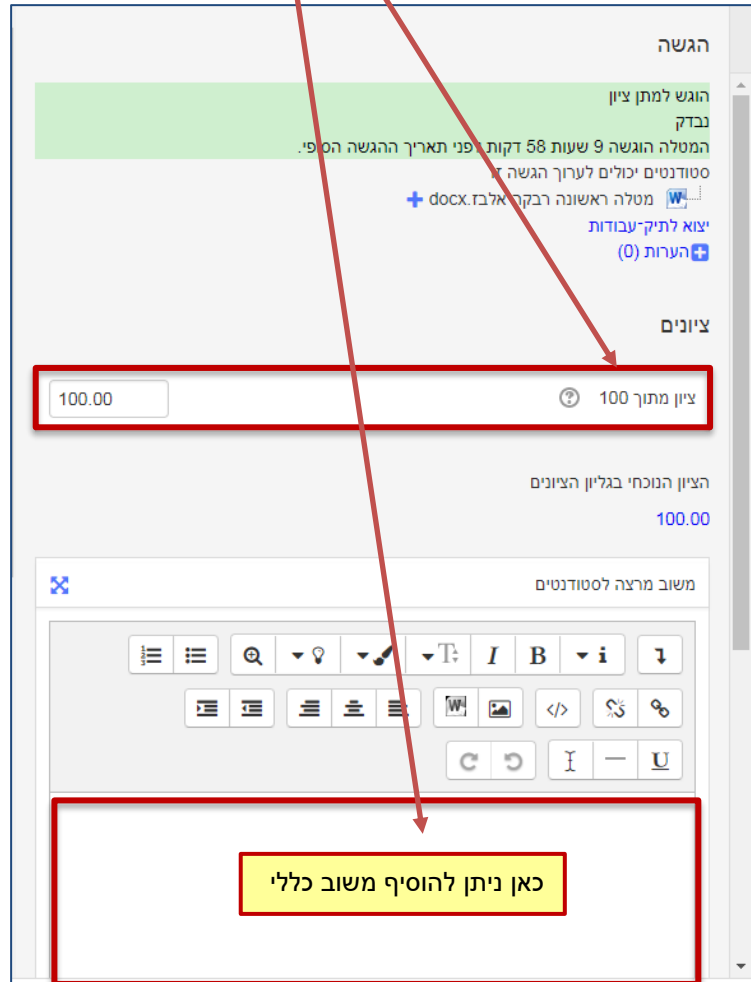 הגשה
הוגש למתן ציון
נבדק
המטלה הוגשה 9 שעות 58 דקות לפני תאריך ההגשה הסופי.
סטודנטים יכולים לערוך הגשה זו
מטלה ראשונה רבקה אלבז.docx
יצוא לתיק־עבודות
הערות (0)
ציונים
ציון מתוך 100
100.00
הציון הנוכחי בגליון הציונים
100.00
משוב מרצה לסטודנטים
כאן ניתן להוסיף משוב כללי